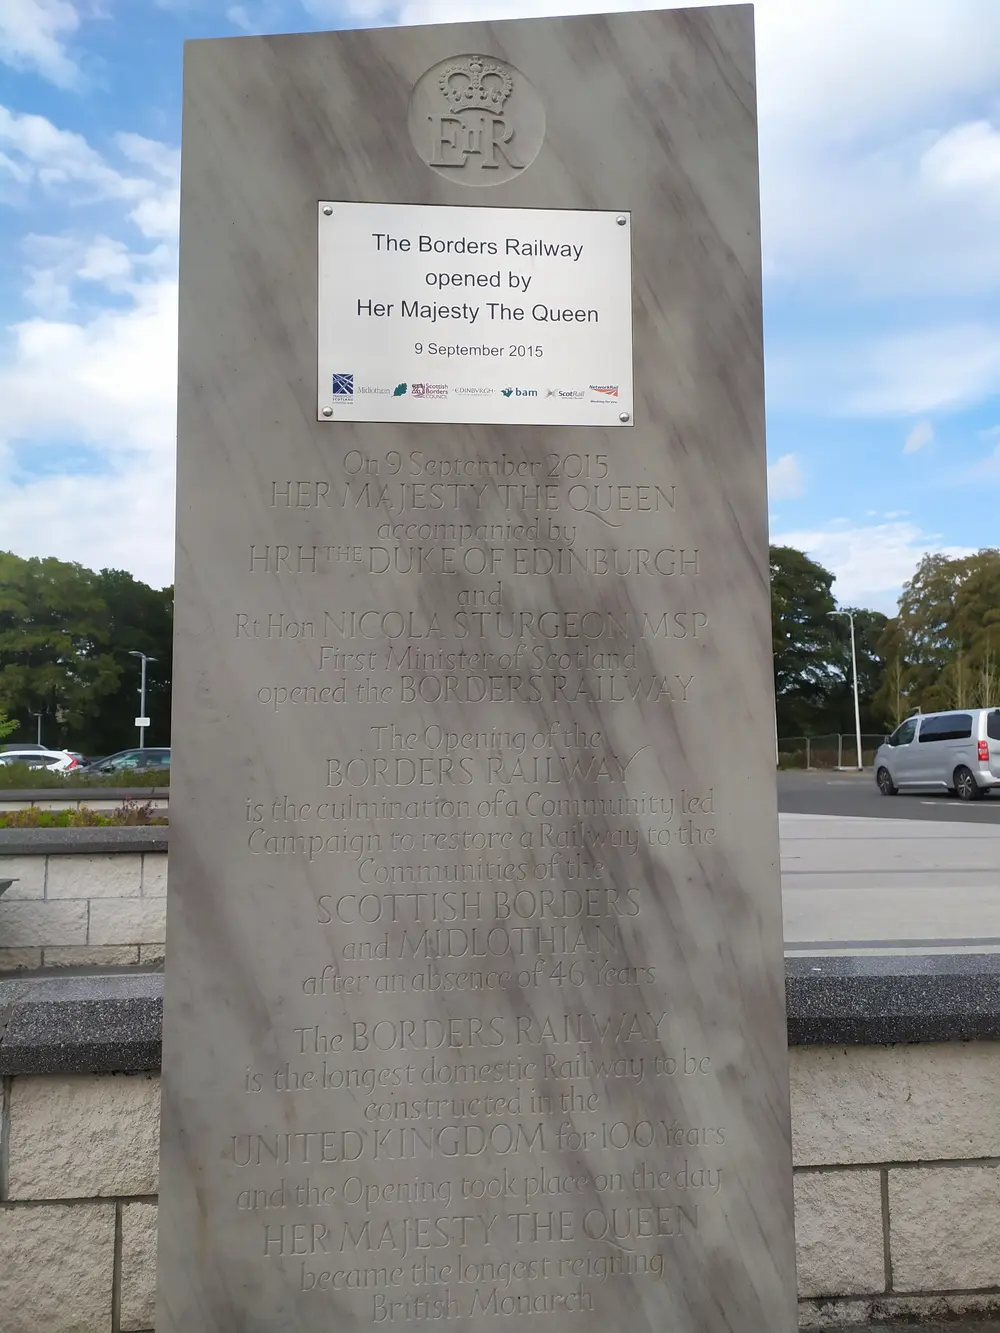 EIIR
The Borders Railway
opened by
Her Majesty The Queen
9 September 2015
TRANSPORT SCOTLAND Midlothian Scottish Borders COUNCIL ·EDINBVRGH· bam ScotRail NetworkRail
On 9 September 2015
HER MAJESTY THE QUEEN
accompanied by
HRH THE DUKE OF EDINBURGH
and
Rt Hon NICOLA STURGEON MSP
First Minister of Scotland
opened the BORDERS RAILWAY
The Opening of the
BORDERS RAILWAY
is the culmination of a Community led
Campaign to restore a Railway to the
Communities of the
SCOTTISH BORDERS
and MIDLOTHIAN
after an absence of 46 Years
The BORDERS RAILWAY
is the longest domestic Railway to be
constructed in the
UNITED KINGDOM for 100 Years
and the Opening took place on the day
HER MAJESTY THE QUEEN
became the longest reigning
British Monarch